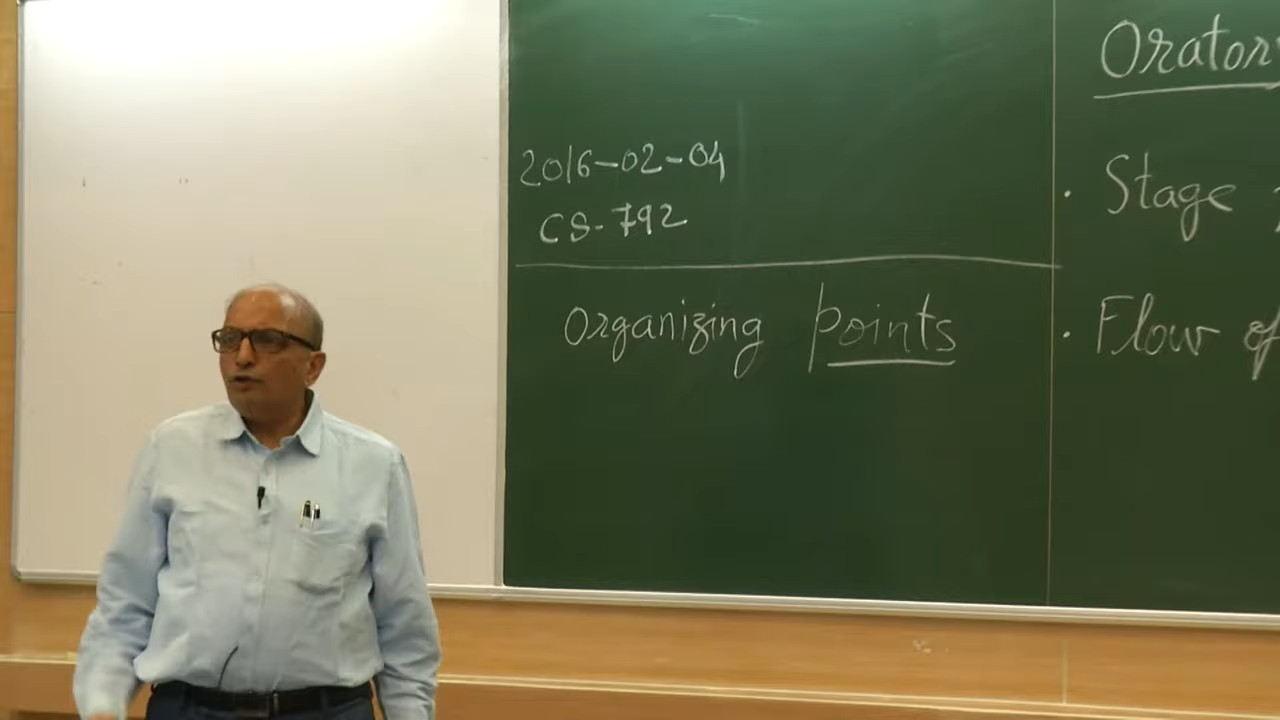 2016-02-04
CS-792
Organizing points
Orator
• Stage
• Flow of